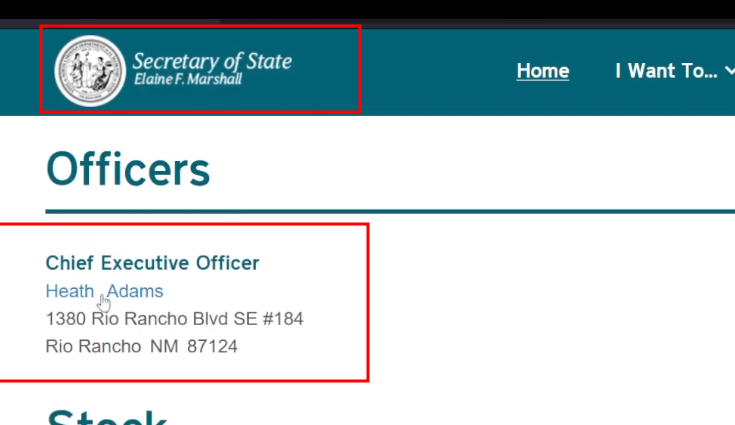 Secretary of State
Elaine F. Marshall
Home
I Want To...
Officers
Chief Executive Officer
Heath Adams
1380 Rio Rancho Blvd SE #184
Rio Rancho NM 87124
Stock